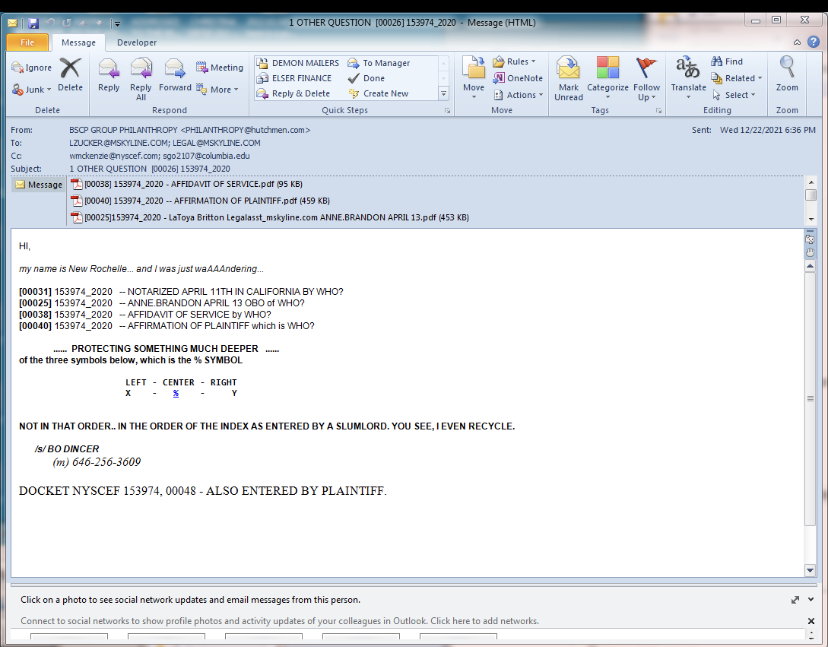 1 OTHER QUESTION [00026] 153974_2020 - Message (HTML)
File Message Developer
Ignore
Junk
Delete
Reply
Reply All
Forward
Meeting
More
DEMON MAILERS
ELSER FINANCE
Reply & Delete
To Manager
Done
Create New
Move
Rules
OneNote
Actions
Mark Unread
Categorize
Follow Up
Translate
Find
Related
Select
Zoom
Delete Respond Quick Steps Move Tags Editing Zoom
From: BSCP GROUP PHILANTHROPY <PHILANTHROPY@hutchmen.com> Sent: Wed 12/22/2021 6:36 PM
To: LZUCKER@MSKYLINE.COM; LEGAL@MSKYLINE.COM
Cc: wmckenzie@nyscef.com; sgo2107@columbia.edu
Subject: 1 OTHER QUESTION [00026] 153974_2020
Message [00038] 153974_2020 - AFFIDAVIT OF SERVICE.pdf (95 KB)
[00040] 153974_2020 -- AFFIRMATION OF PLAINTIFF.pdf (459 KB)
[00025]153974_2020 - LaToya Britton Legalasst_mskyline.com ANNE.BRANDON APRIL 13.pdf (453 KB)
HI,
my name is New Rochelle... and I was just waAAAndering...
[00031] 153974_2020 -- NOTARIZED APRIL 11TH IN CALIFORNIA BY WHO?
[00025] 153974_2020 -- ANNE.BRANDON APRIL 13 OBO of WHO?
[00038] 153974_2020 -- AFFIDAVIT OF SERVICE by WHO?
[00040] 153974_2020 -- AFFIRMATION OF PLAINTIFF which is WHO?
...... PROTECTING SOMETHING MUCH DEEPER ......
of the three symbols below, which is the % SYMBOL
LEFT - CENTER - RIGHT
X - % - Y
NOT IN THAT ORDER.. IN THE ORDER OF THE INDEX AS ENTERED BY A SLUMLORD. YOU SEE, I EVEN RECYCLE.
/s/ BO DINCER
(m) 646-256-3609
DOCKET NYSCEF 153974, 00048 - ALSO ENTERED BY PLAINTIFF.
Click on a photo to see social network updates and email messages from this person.
Connect to social networks to show profile photos and activity updates of your colleagues in Outlook. Click here to add networks.